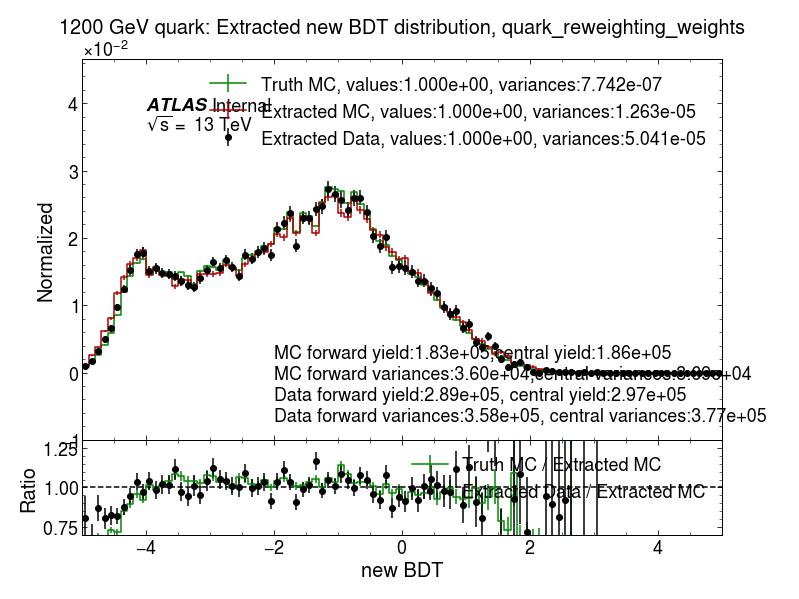 1200 GeV quark: Extracted new BDT distribution, quark_reweighting_weights
×10⁻²
Truth MC, values:1.000e+00, variances:7.742e-07
ATLAS Internal
Extracted MC, values:1.000e+00, variances:1.263e-05
√s = 13 TeV
Extracted Data, values:1.000e+00, variances:5.041e-05
4
3
2
1
0
Normalized
MC forward yield:1.83e+05, central yield:1.86e+05
MC forward variances:3.60e+04, central variances: e+04
Data forward yield:2.89e+05, central yield:2.97e+05
Data forward variances:3.58e+05, central variances:3.77e+05
1.25
1.00
0.75
Ratio
Truth MC / Extracted MC
Extracted Data / Extracted MC
−4 −2 0 2 4
new BDT